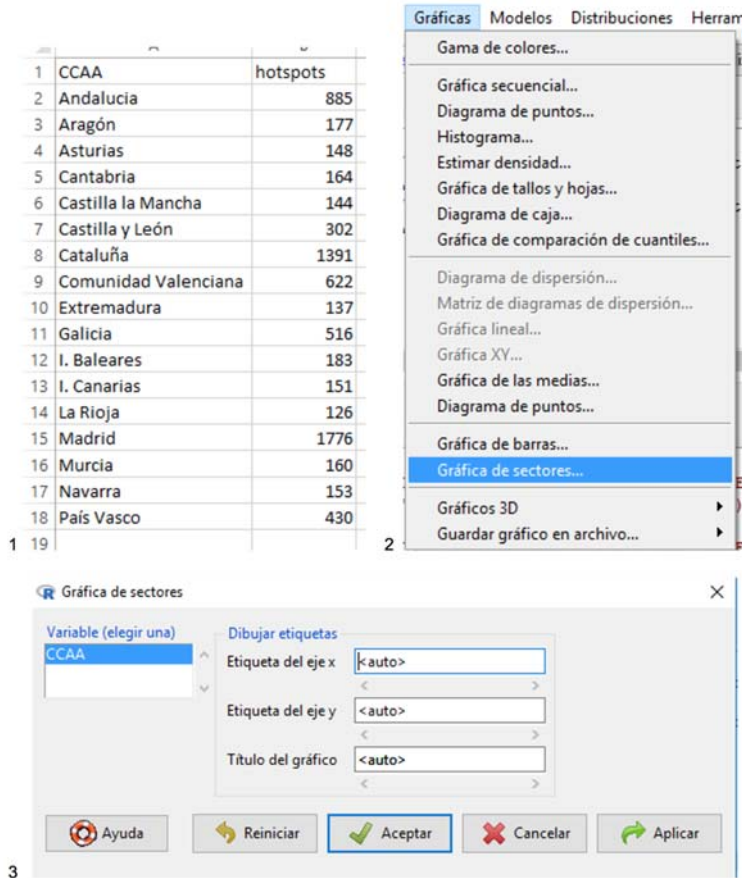 1 CCAA hotspots
2 Andalucia 885
3 Aragón 177
4 Asturias 148
5 Cantabria 164
6 Castilla la Mancha 144
7 Castilla y León 302
8 Cataluña 1391
9 Comunidad Valenciana 622
10 Extremadura 137
11 Galicia 516
12 I. Baleares 183
13 I. Canarias 151
14 La Rioja 126
15 Madrid 1776
16 Murcia 160
17 Navarra 153
18 País Vasco 430
19
1
Gráficas Modelos Distribuciones Herram
Gama de colores...
Gráfica secuencial...
Diagrama de puntos...
Histograma...
Estimar densidad...
Gráfica de tallos y hojas...
Diagrama de caja...
Gráfica de comparación de cuantiles...
Diagrama de dispersión...
Matriz de diagramas de dispersión...
Gráfica lineal...
Gráfica XY...
Gráfica de las medias...
Diagrama de puntos...
Gráfica de barras...
Gráfica de sectores...
Gráficos 3D
Guardar gráfico en archivo...
2
R Gráfica de sectores
Variable (elegir una)
CCAA
Dibujar etiquetas
Etiqueta del eje x <auto>
Etiqueta del eje y <auto>
Título del gráfico <auto>
Ayuda Reiniciar Aceptar Cancelar Aplicar
3